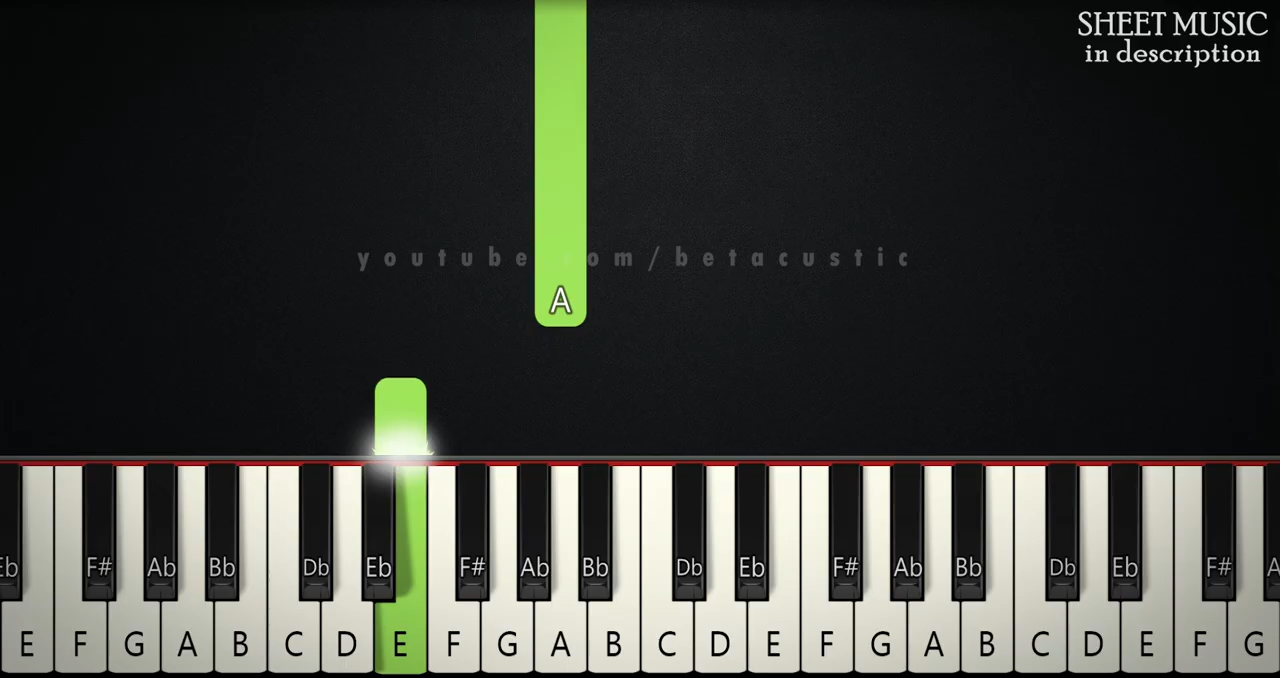 SHEET MUSIC
in description
youtube.com/betacustic
A
Eb F# Ab Bb Db Eb F# Ab Bb Db Eb F# Ab Bb Db Eb F# A
E F G A B C D E F G A B C D E F G A B C D E F G